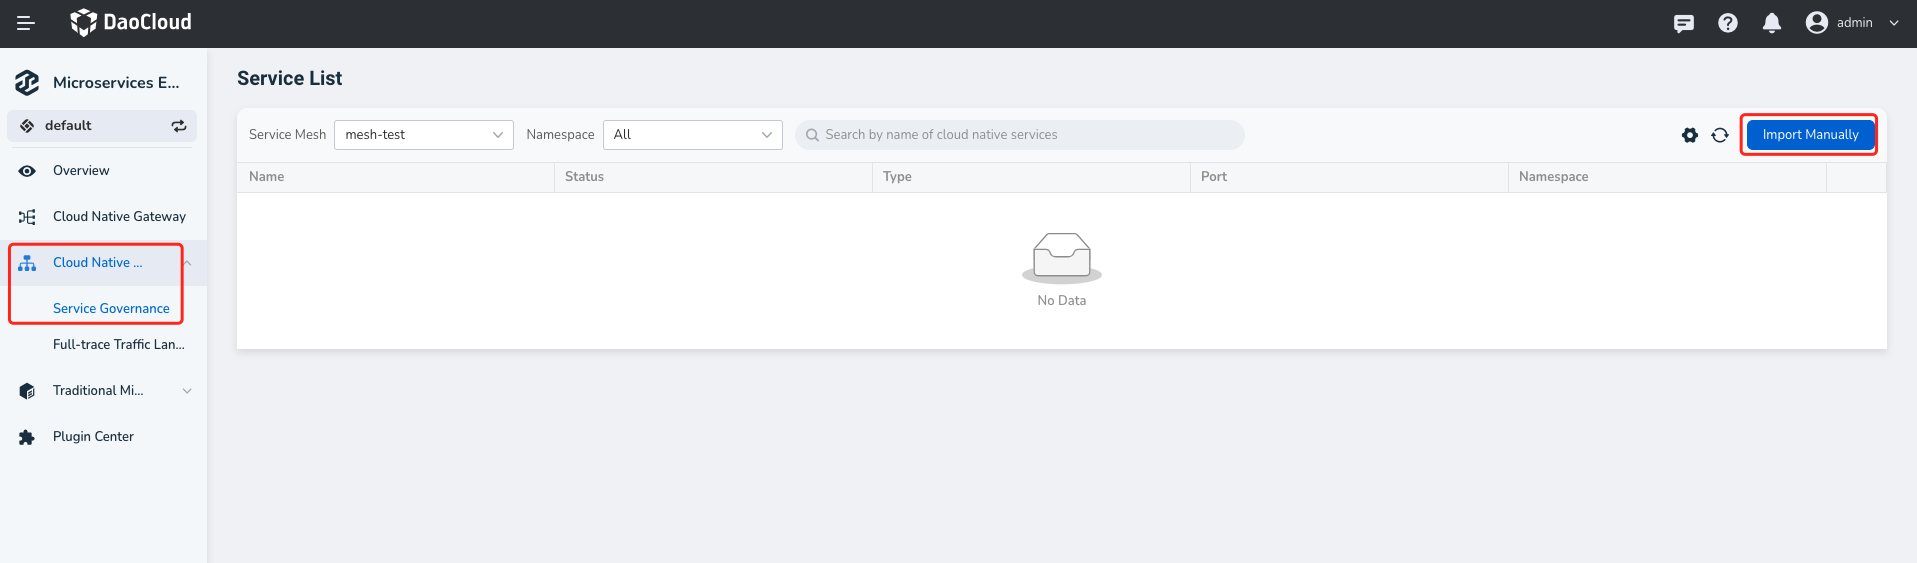 DaoCloud
admin
Microservices E...
default
Overview
Cloud Native Gateway
Cloud Native ...
Service Governance
Full-trace Traffic Lan...
Traditional Mi...
Plugin Center
Service List
Service Mesh mesh-test Namespace All Search by name of cloud native services Import Manually
Name Status Type Port Namespace
No Data